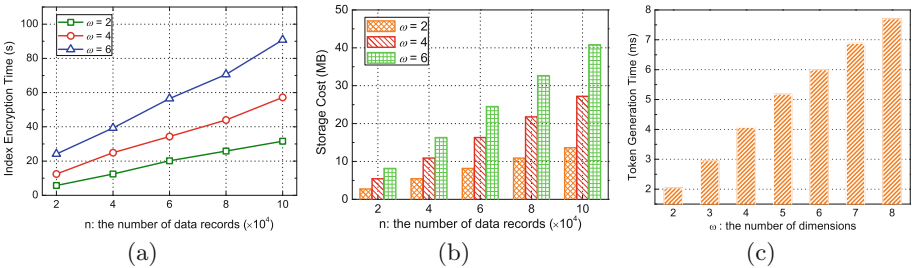 100
80
60
40
20
0
Index Encryption Time (s)
ω = 2
ω = 4
ω = 6
2 4 6 8 10
n: the number of data records (×10⁴)
(a)
50
40
30
20
10
0
Storage Cost (MB)
ω = 2
ω = 4
ω = 6
2 4 6 8 10
n: the number of data records (×10⁴)
(b)
8
7
6
5
4
3
2
Token Generation Time (ms)
2 3 4 5 6 7 8
ω : the number of dimensions
(c)